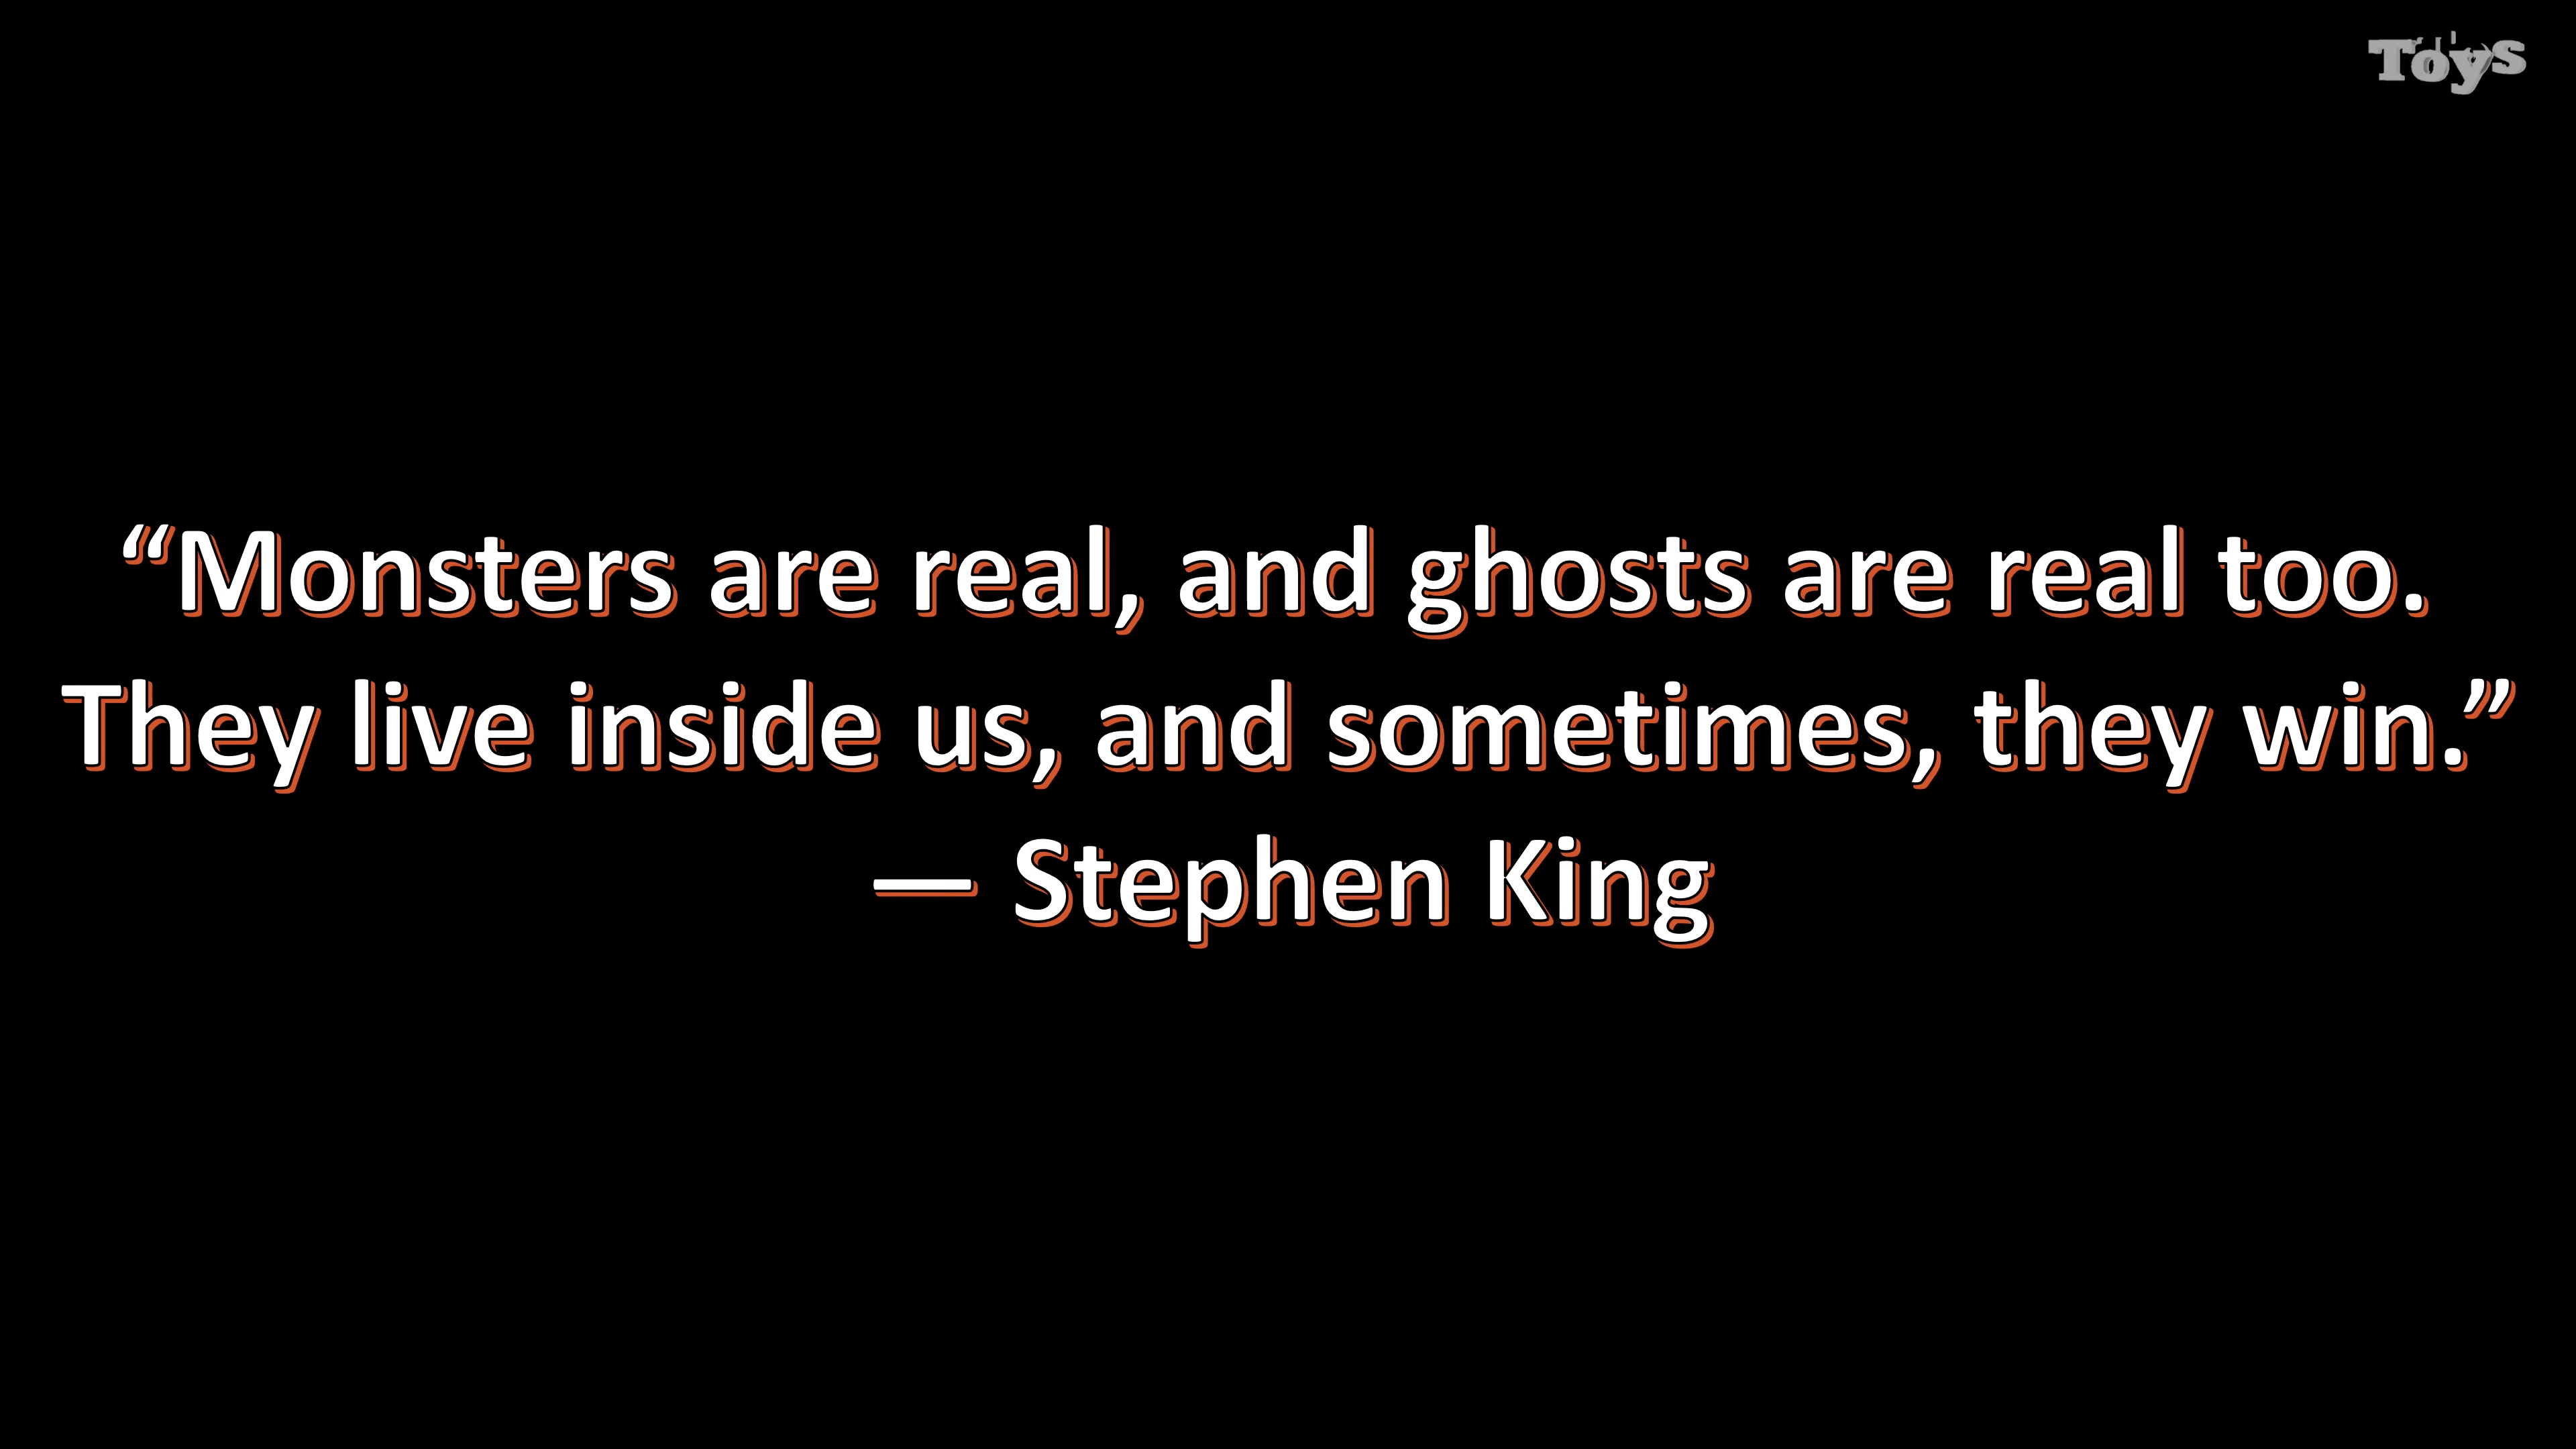 Toys
“Monsters are real, and ghosts are real too.
They live inside us, and sometimes, they win.”
— Stephen King